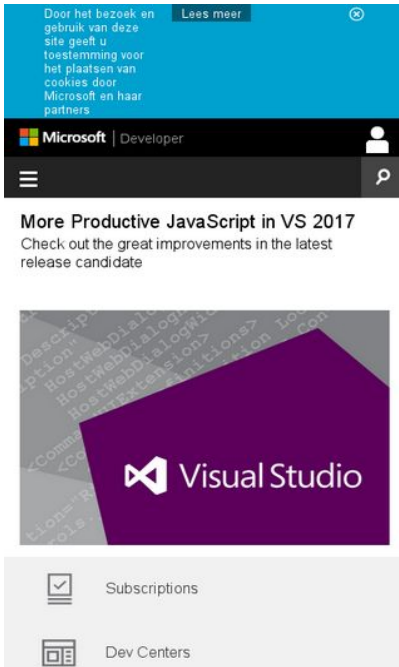 Door het bezoek en
gebruik van deze
site geeft u
toestemming voor
het plaatsen van
cookies door
Microsoft en haar
partners
Lees meer
Microsoft | Developer
More Productive JavaScript in VS 2017
Check out the great improvements in the latest
release candidate
HostWebDialog
HostWebDialogWi
Visual Studio
Subscriptions
Dev Centers